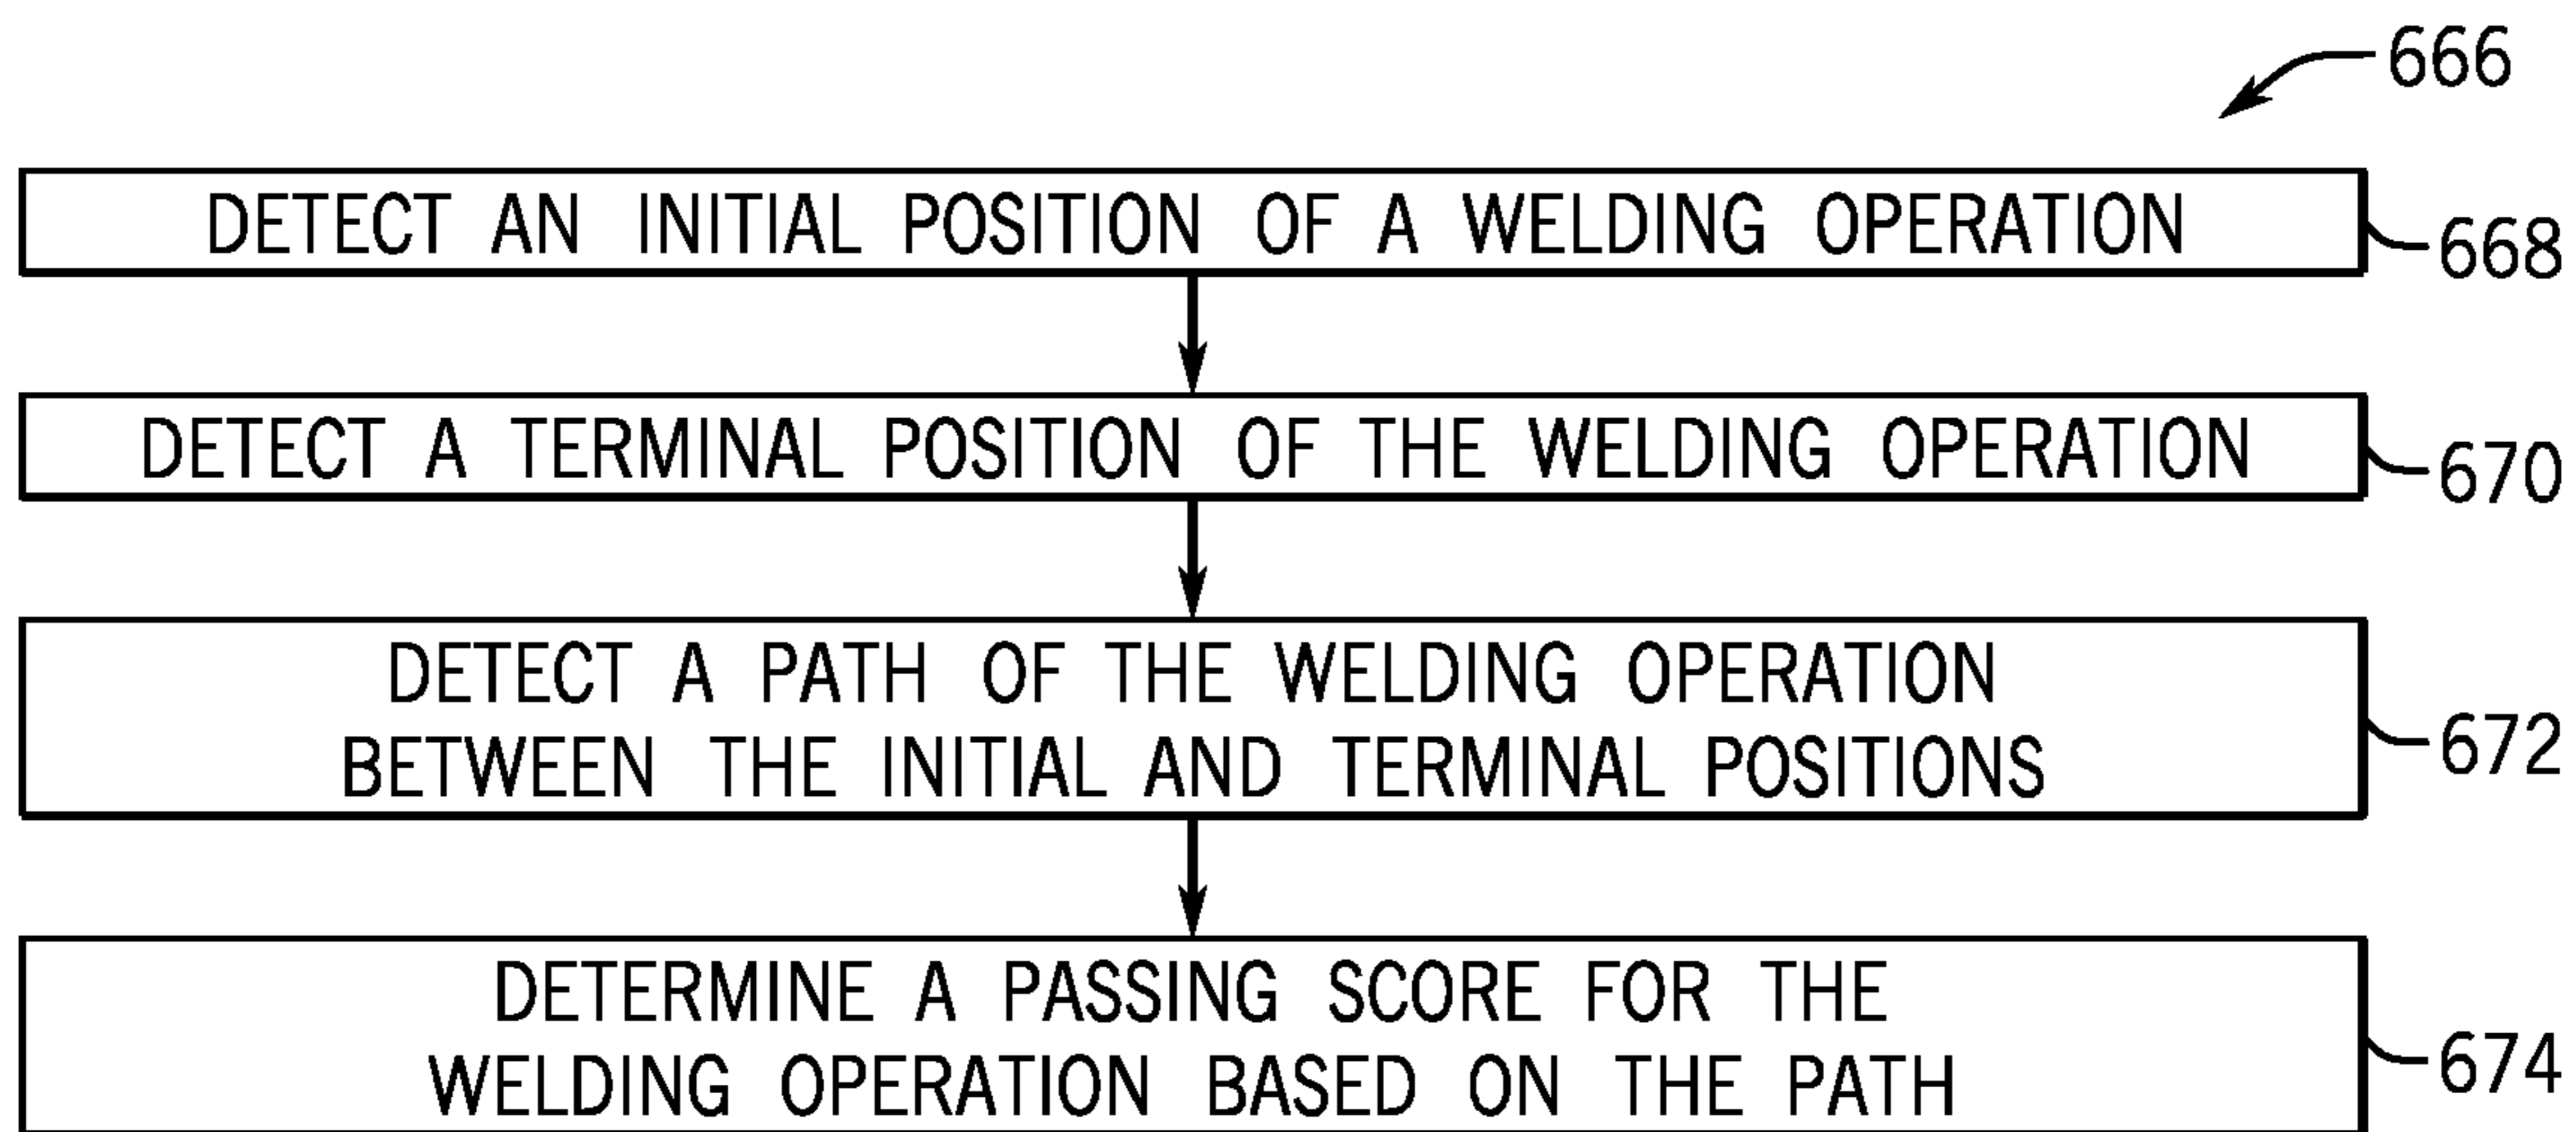 666
DETECT AN INITIAL POSITION OF A WELDING OPERATION
668
DETECT A TERMINAL POSITION OF THE WELDING OPERATION
670
DETECT A PATH OF THE WELDING OPERATION
BETWEEN THE INITIAL AND TERMINAL POSITIONS
672
DETERMINE A PASSING SCORE FOR THE
WELDING OPERATION BASED ON THE PATH
674